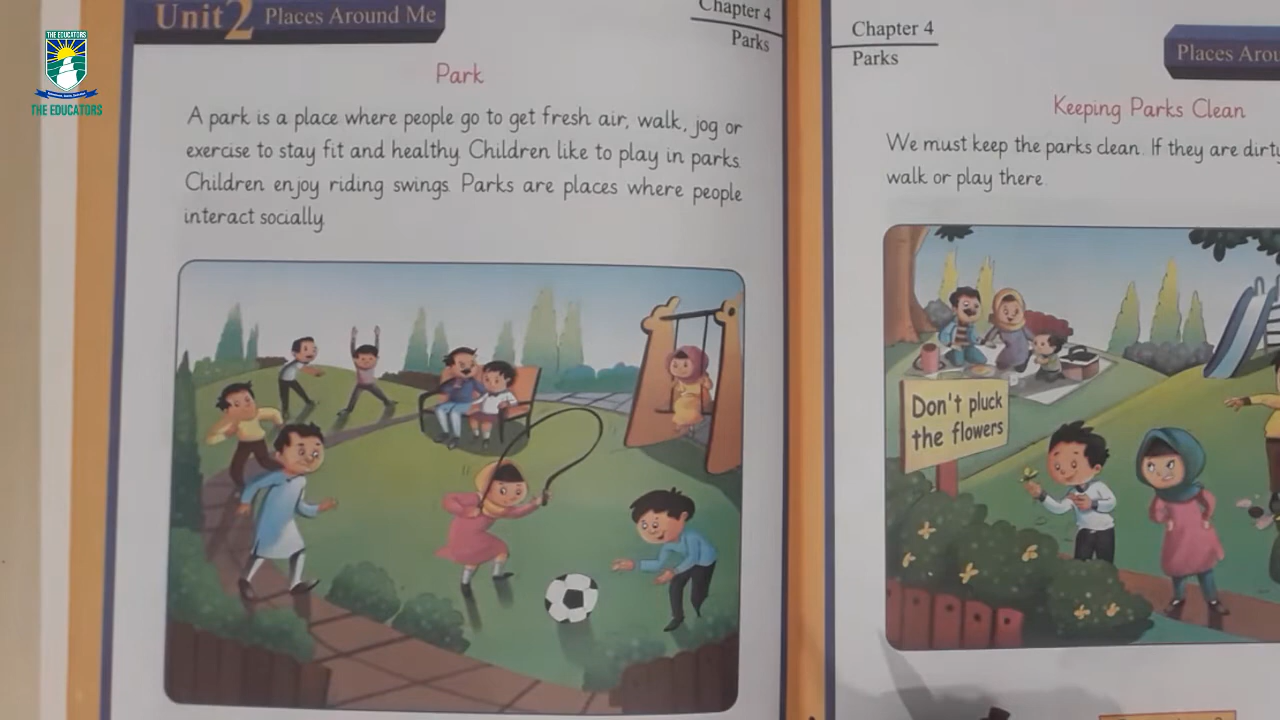 THE EDUCATORS
THE EDUCATORS
Unit 2 Places Around Me
Chapter 4
Parks
Park
A park is a place where people go to get fresh air, walk, jog or
exercise to stay fit and healthy. Children like to play in parks.
Children enjoy riding swings. Parks are places where people
interact socially.
Chapter 4
Parks
Places
Keeping Parks Clean
We must keep the parks clean. If they are
walk or play there.
Don't pluck
the flowers